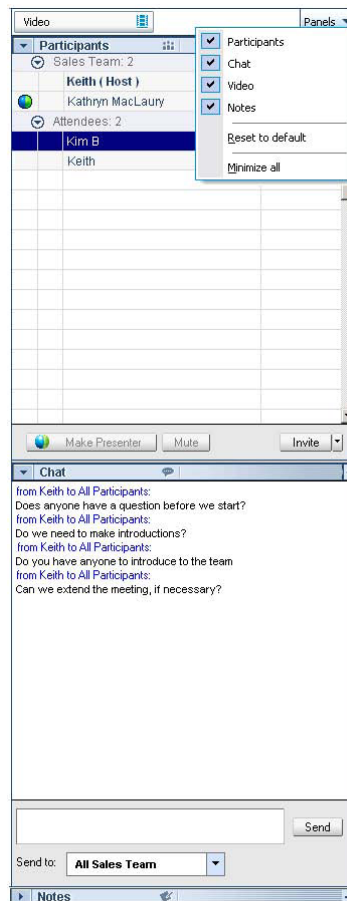 Video
Panels
Participants
Participants
Chat
Video
Notes
Reset to default
Minimize all
Sales Team: 2
Keith ( Host )
Kathryn MacLaury
Attendees: 2
Kim B
Keith
Make Presenter
Mute
Invite
Chat
from Keith to All Participants:
Does anyone have a question before we start?
from Keith to All Participants:
Do we need to make introductions?
from Keith to All Participants:
Do you have anyone to introduce to the team
from Keith to All Participants:
Can we extend the meeting, if necessary?
Send
Send to: All Sales Team
Notes